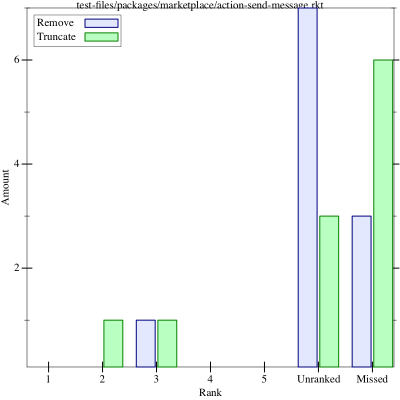 test-files/packages/marketplace/action-send-message.rkt
Remove
Truncate
6
4
2
Amount
1 2 3 4 5 Unranked Missed
Rank